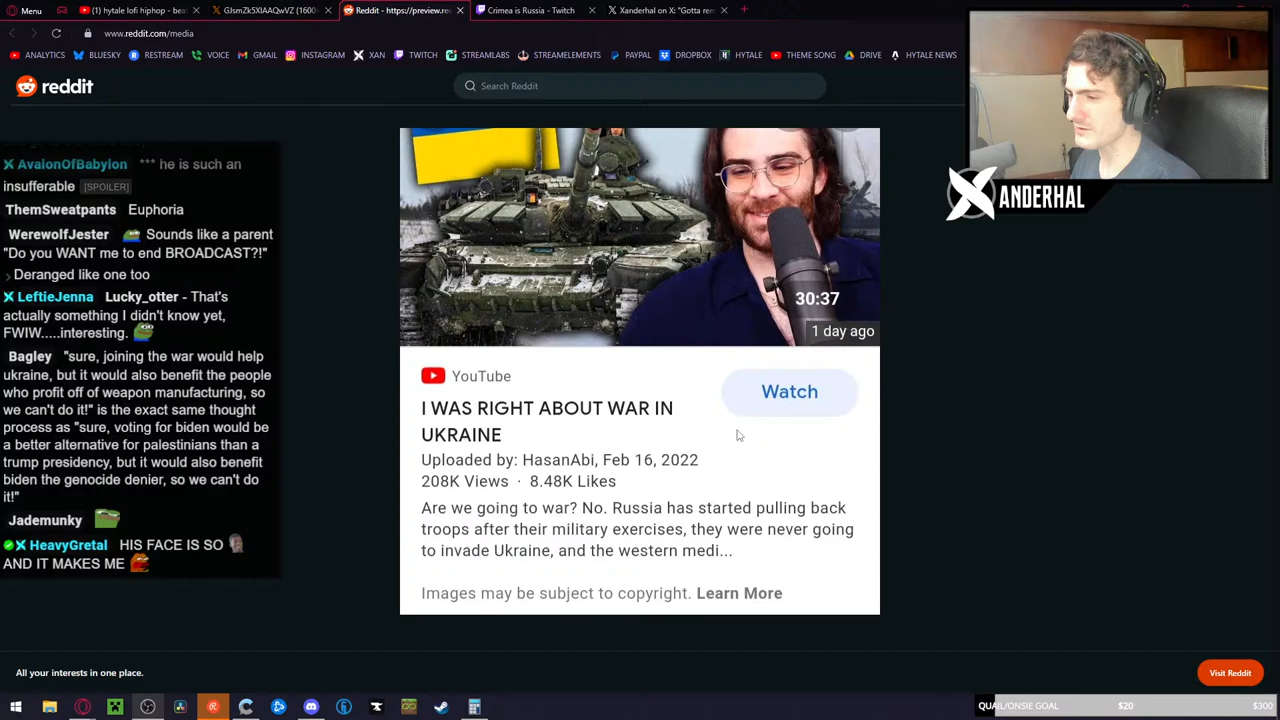 Menu
(1) hytale lofi hiphop - bea
GJsmZk5XIAAQwVZ (1600
Reddit - https://preview.re
Crimea is Russia - Twitch
Xanderhal on X: "Gotta rem
www.reddit.com/media
ANALYTICS
BLUESKY
RESTREAM
VOICE
GMAIL
INSTAGRAM
XAN
TWITCH
STREAMLABS
STREAMELEMENTS
PAYPAL
DROPBOX
HYTALE
THEME SONG
DRIVE
HYTALE NEWS
reddit
Search Reddit
AvalonOfBabylon *** he is such an
insufferable [SPOILER]
ThemSweatpants Euphoria
WerewolfJester Sounds like a parent
"Do you WANT me to end BROADCAST?!"
> Deranged like one too
LeftieJenna Lucky_otter - That's
actually something I didn't know yet,
FWIW.....interesting.
Bagley "sure, joining the war would help
ukraine, but it would also benefit the people
who profit off of weapon manufacturing, so
we can't do it!" is the exact same thought
process as "sure, voting for biden would be
a better alternative for palestinians than a
trump presidency, but it would also benefit
biden the genocide denier, so we can't do
it!"
Jademunky
HeavyGretal HIS FACE IS SO
AND IT MAKES ME
30:37
1 day ago
YouTube
Watch
I WAS RIGHT ABOUT WAR IN
UKRAINE
Uploaded by: HasanAbi, Feb 16, 2022
208K Views · 8.48K Likes
Are we going to war? No. Russia has started pulling back
troops after their military exercises, they were never going
to invade Ukraine, and the western medi...
Images may be subject to copyright. Learn More
XANDERHAL
All your interests in one place.
Visit Reddit
QUAIL/ONSIE GOAL
$20
$300